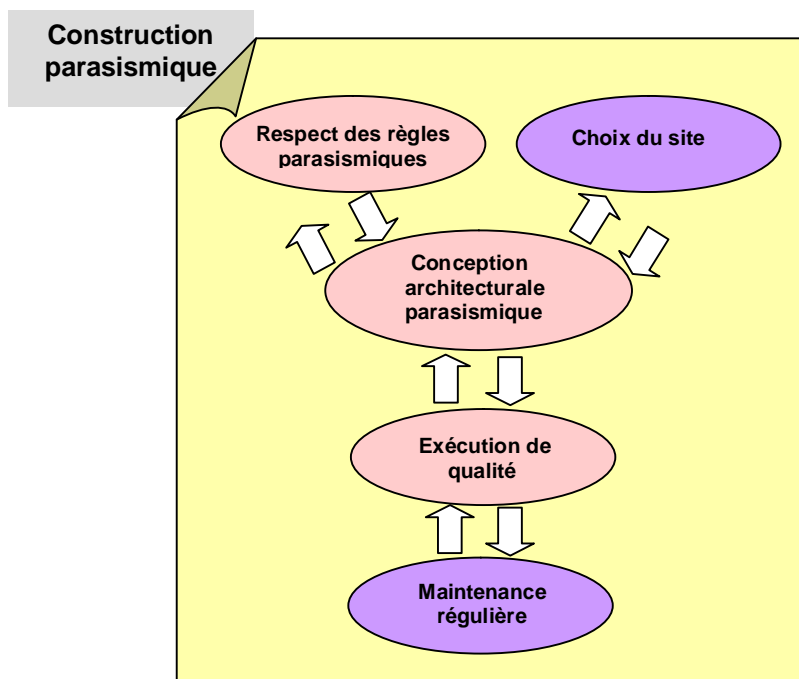 Construction
parasismique
Respect des règles
parasismiques
Choix du site
Conception
architecturale
parasismique
Exécution de
qualité
Maintenance
régulière